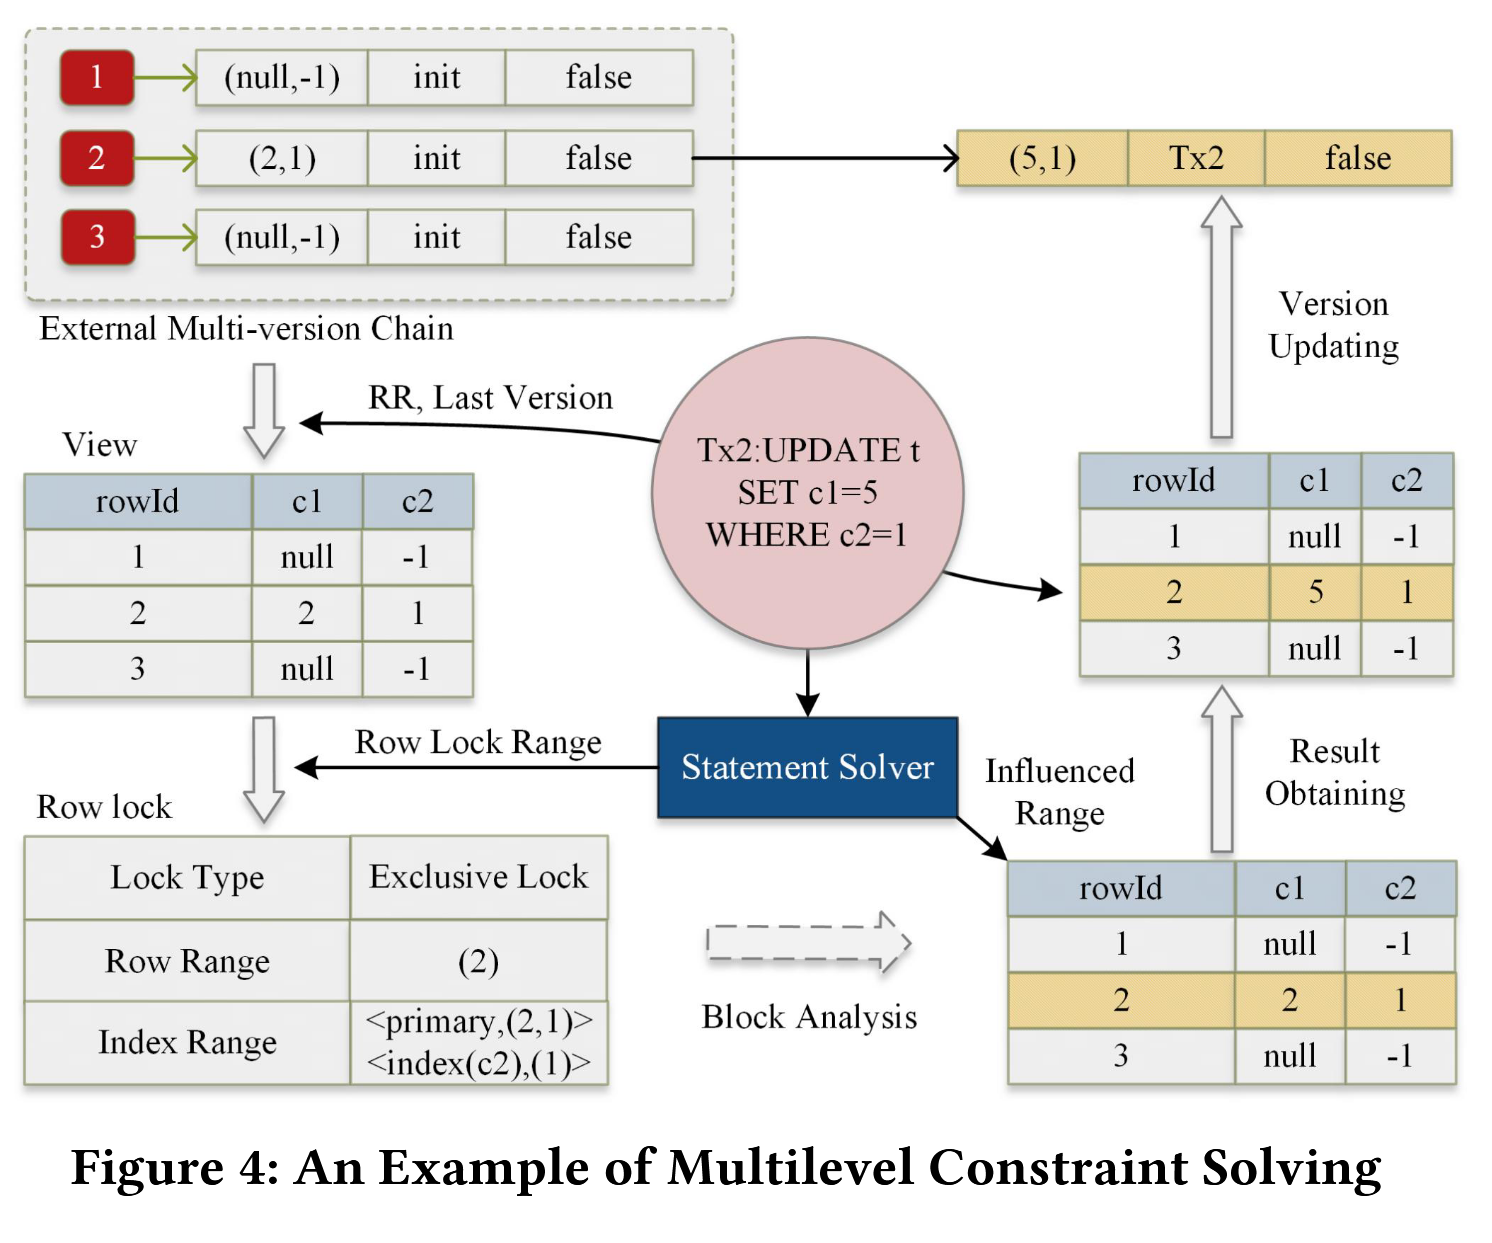 1 (null,-1) init false
2 (2,1) init false
3 (null,-1) init false
(5,1) Tx2 false
External Multi-version Chain
Version
Updating
RR, Last Version
Tx2:UPDATE t
SET c1=5
WHERE c2=1
View
rowId c1 c2
1 null -1
2 2 1
3 null -1
rowId c1 c2
1 null -1
2 5 1
3 null -1
Row Lock Range
Statement Solver
Influenced
Range
Result
Obtaining
Row lock
Lock Type Exclusive Lock
Row Range (2)
Index Range <primary,(2,1)>
<index(c2),(1)>
Block Analysis
rowId c1 c2
1 null -1
2 2 1
3 null -1
Figure 4: An Example of Multilevel Constraint Solving